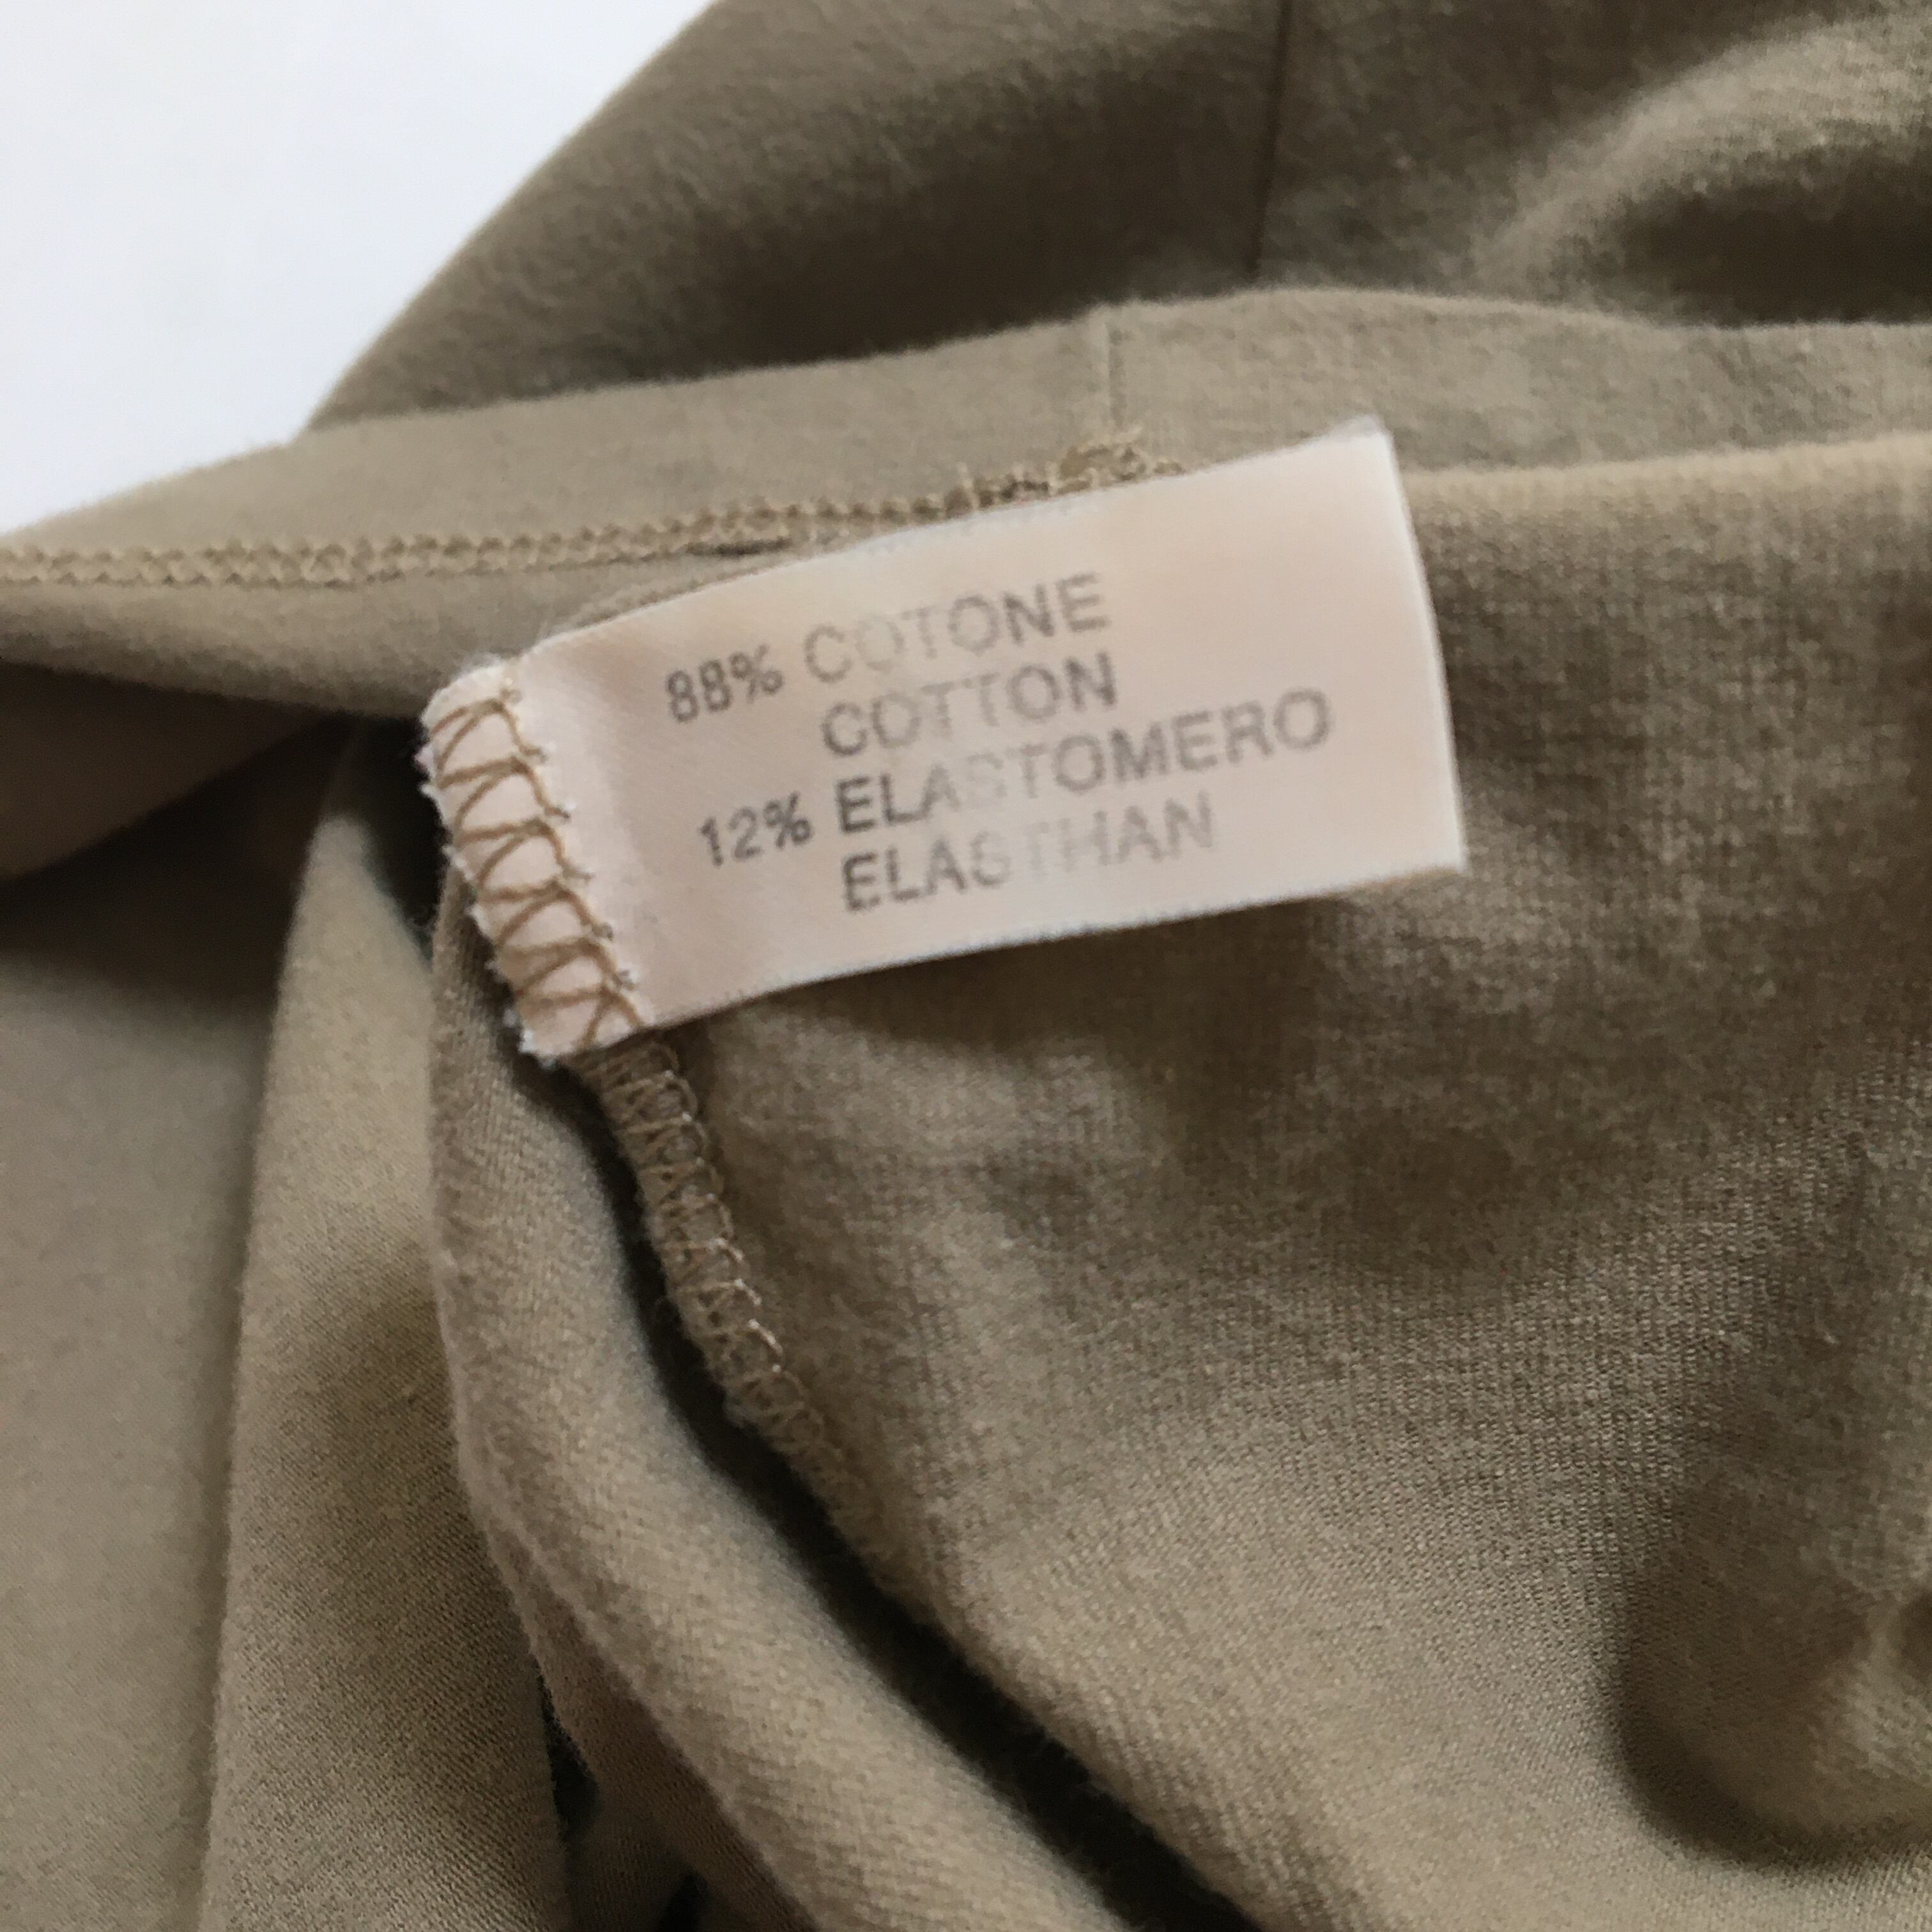 88% COTONE
COTTON
12% ELASTOMERO
ELASTHAN